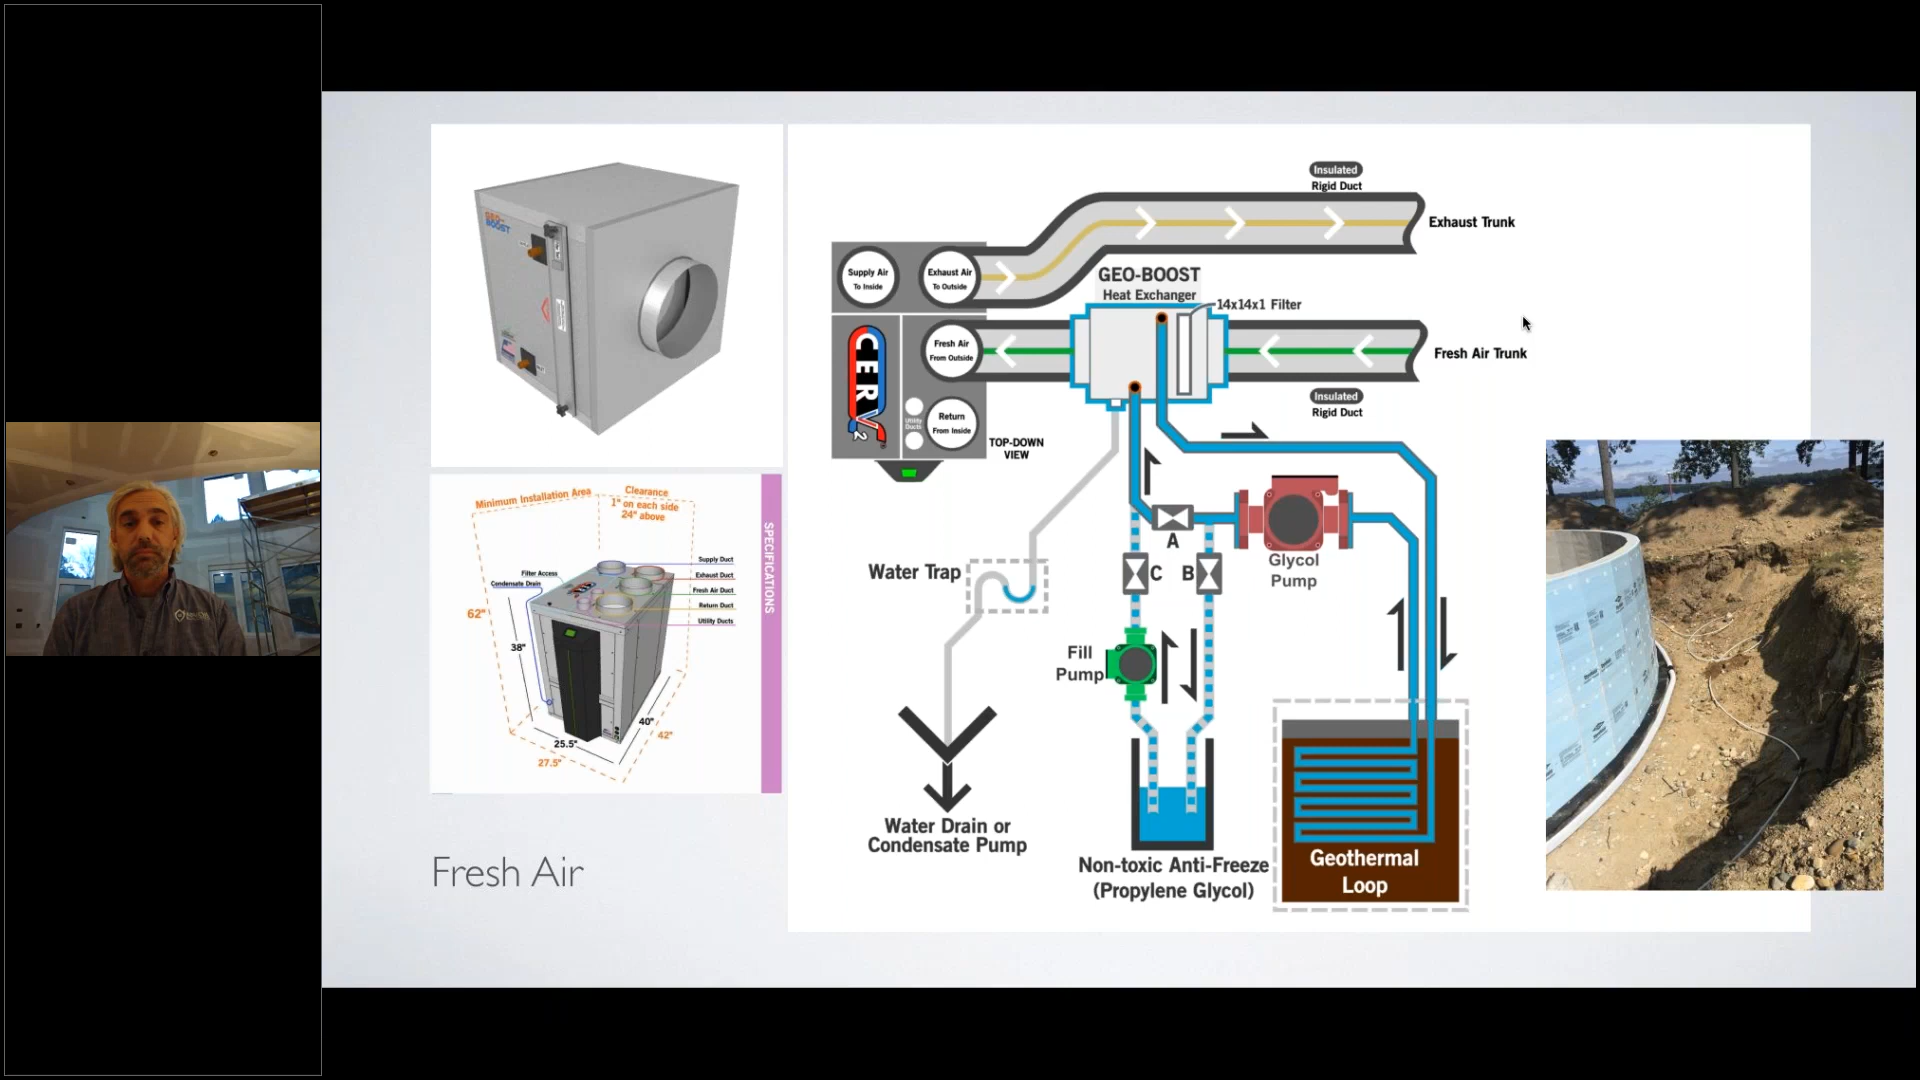 GEO-
BOOST
Minimum Installation Area
Clearance
1" on each side
24" above
Supply Duct
Filter Access
Exhaust Duct
Condensate Drain
Fresh Air Duct
Return Duct
Utility Ducts
62"
38"
40"
42"
25.5"
27.5"
SPECIFICATIONS
Fresh Air
Insulated
Rigid Duct
Exhaust Trunk
Supply Air
To Inside
Exhaust Air
To Outside
GEO-BOOST
Heat Exchanger
14x14x1 Filter
Fresh Air
From Outside
Fresh Air Trunk
CERV2
Insulated
Rigid Duct
Utility
Ducts
Return
From Inside
TOP-DOWN
VIEW
A
Glycol
Pump
Water Trap
C
B
Fill
Pump
Water Drain or
Condensate Pump
Non-toxic Anti-Freeze
(Propylene Glycol)
Geothermal
Loop